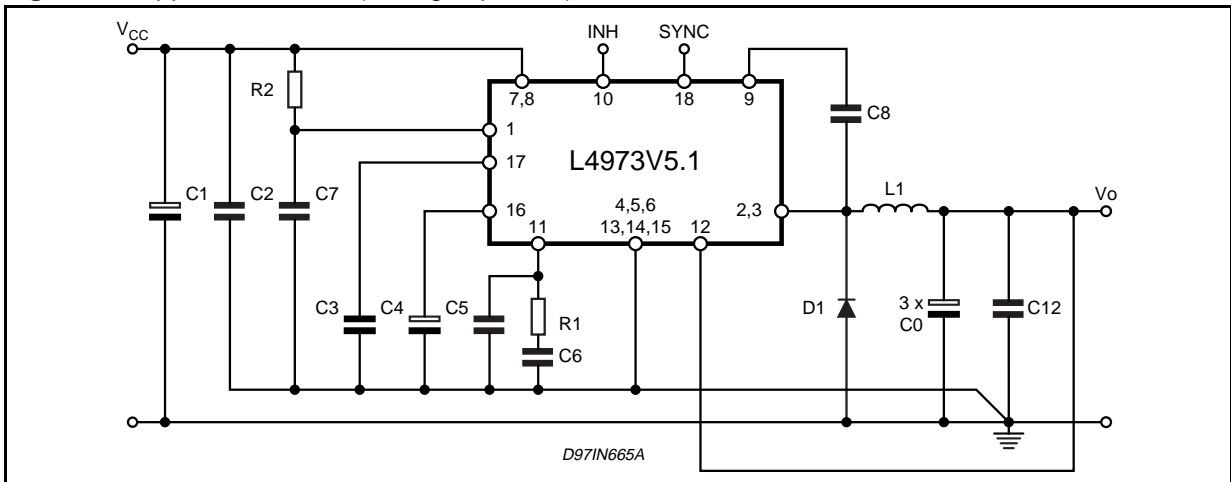 V_CC
INH SYNC
R2
7,8 10 18 9
C8
1
17
L4973V5.1
C1 C2 C7
L1 Vo
16
4,5,6
2,3
11 13,14,15 12
C3 C4 C5
R1
D1
3 x
C0
C12
C6
D97IN665A